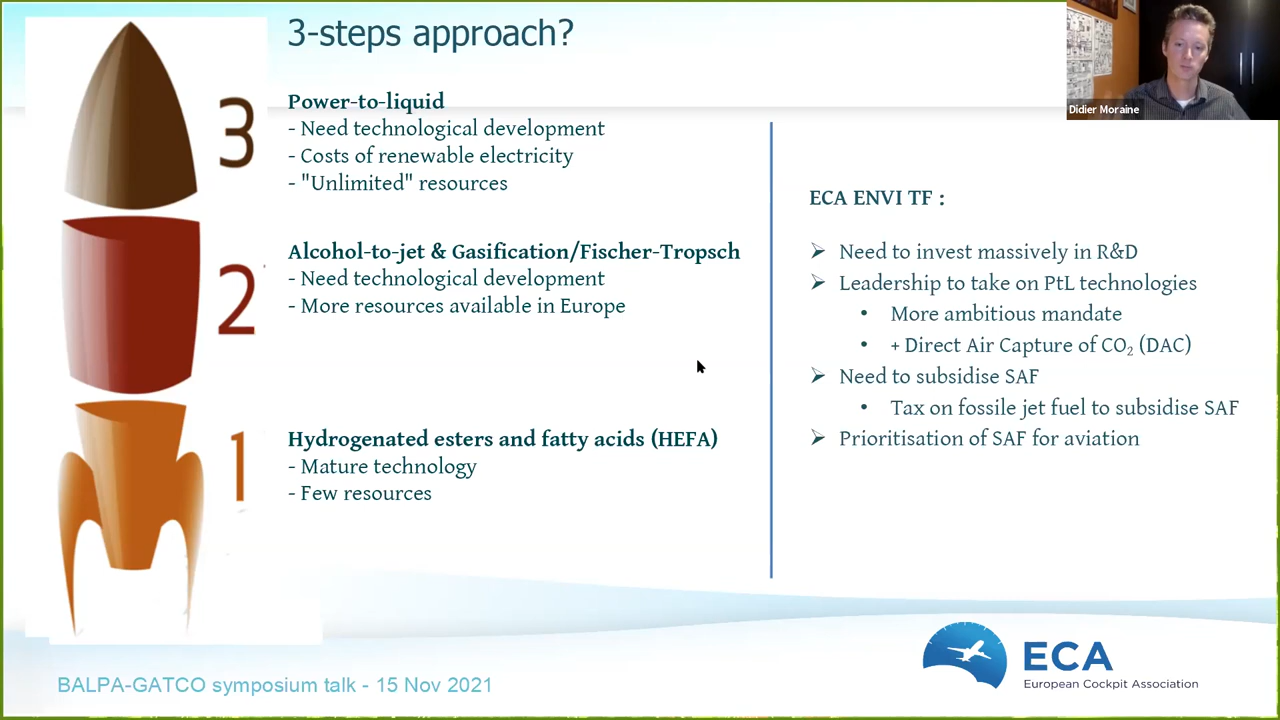 3-steps approach?
Didier Moraine
3
Power-to-liquid
- Need technological development
- Costs of renewable electricity
- "Unlimited" resources
2
Alcohol-to-jet & Gasification/Fischer-Tropsch
- Need technological development
- More resources available in Europe
1
Hydrogenated esters and fatty acids (HEFA)
- Mature technology
- Few resources
ECA ENVI TF :
➢ Need to invest massively in R&D
➢ Leadership to take on PtL technologies
• More ambitious mandate
• + Direct Air Capture of CO₂ (DAC)
➢ Need to subsidise SAF
• Tax on fossile jet fuel to subsidise SAF
➢ Prioritisation of SAF for aviation
ECA
European Cockpit Association
BALPA-GATCO symposium talk - 15 Nov 2021